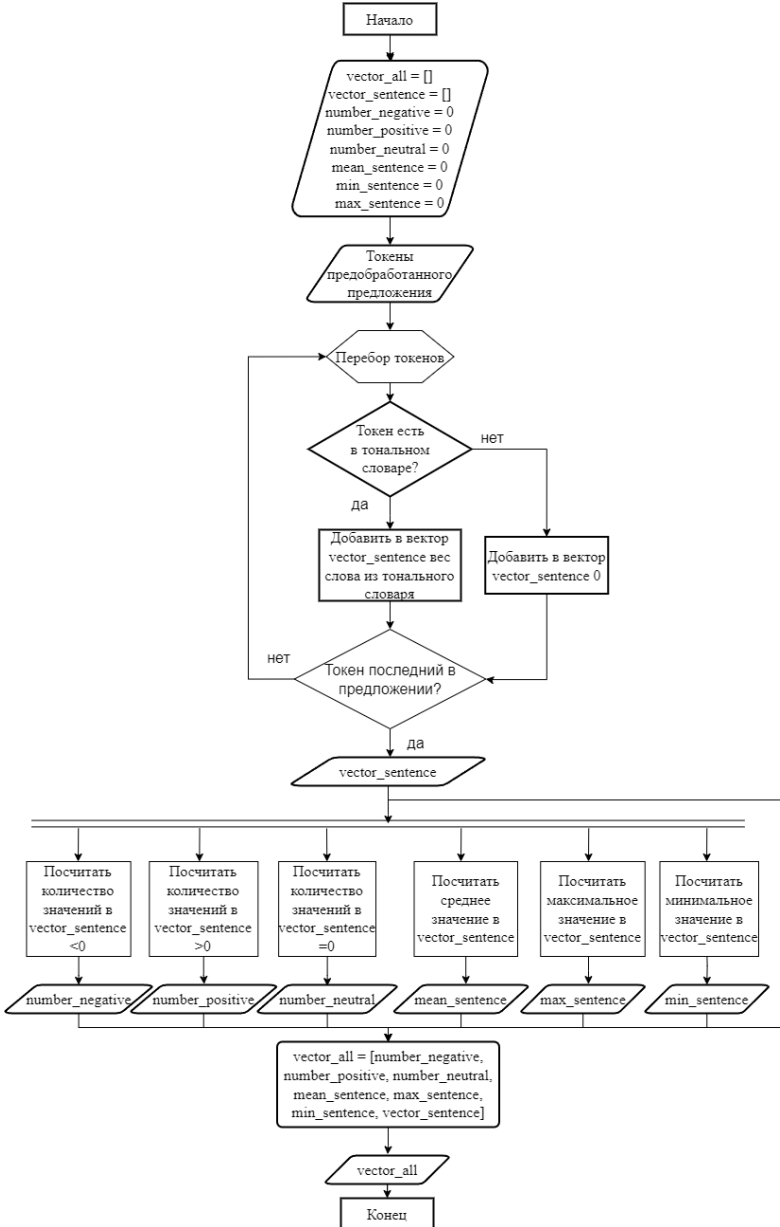 Начало
vector_all = []
vector_sentence = []
number_negative = 0
number_positive = 0
number_neutral = 0
mean_sentence = 0
min_sentence = 0
max_sentence = 0
Токены
предобработанного
предложения
Перебор токенов
Токен есть
в тональном
словаре?
нет
да
Добавить в вектор
vector_sentence вес
слова из тонального
словаря
Добавить в вектор
vector_sentence 0
нет
Токен последний в
предложении?
да
vector_sentence
Посчитать
количество
значений в
vector_sentence
<0
Посчитать
количество
значений в
vector_sentence
>0
Посчитать
количество
значений в
vector_sentence
=0
Посчитать
среднее
значение в
vector_sentence
Посчитать
максимальное
значение в
vector_sentence
Посчитать
минимальное
значение в
vector_sentence
number_negative
number_positive
number_neutral
mean_sentence
max_sentence
min_sentence
vector_all = [number_negative,
number_positive, number_neutral,
mean_sentence, max_sentence,
min_sentence, vector_sentence]
vector_all
Конец